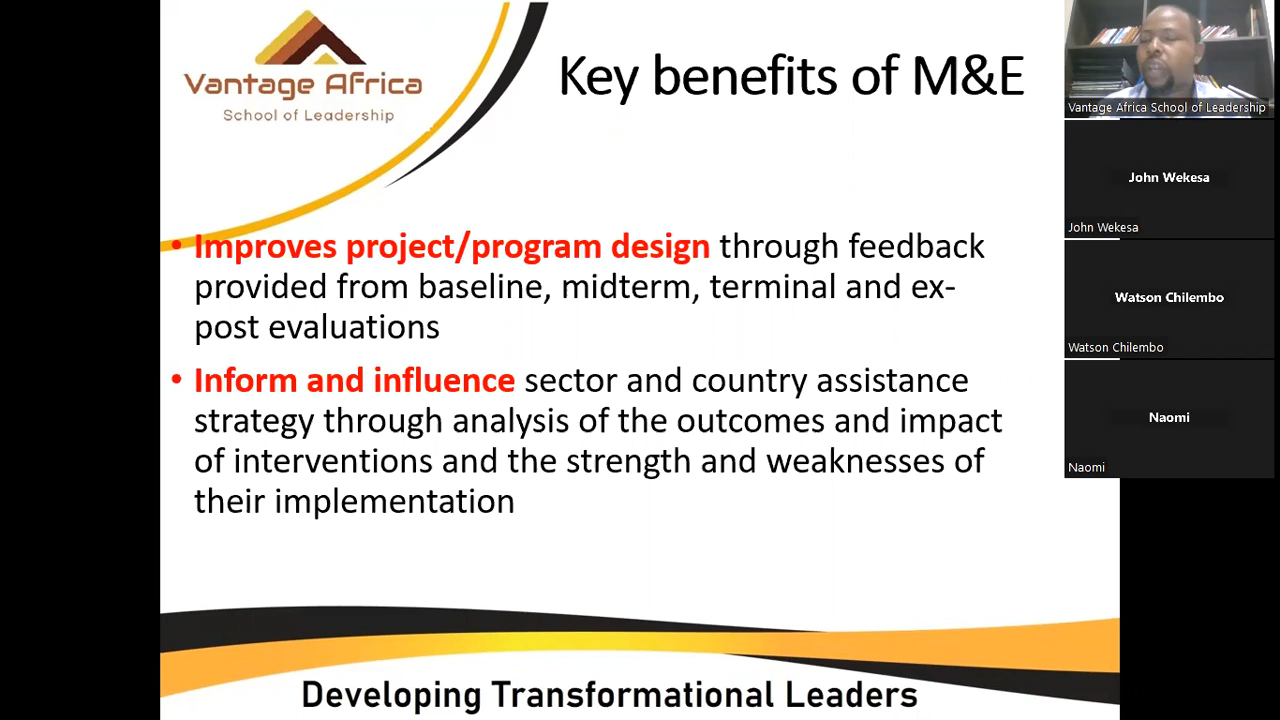 Vantage Africa
School of Leadership
Key benefits of M&E
• Improves project/program design through feedback
provided from baseline, midterm, terminal and ex-
post evaluations
• Inform and influence sector and country assistance
strategy through analysis of the outcomes and impact
of interventions and the strength and weaknesses of
their implementation
Developing Transformational Leaders
Vantage Africa School of Leadership
John Wekesa
John Wekesa
Watson Chilembo
Watson Chilembo
Naomi
Naomi